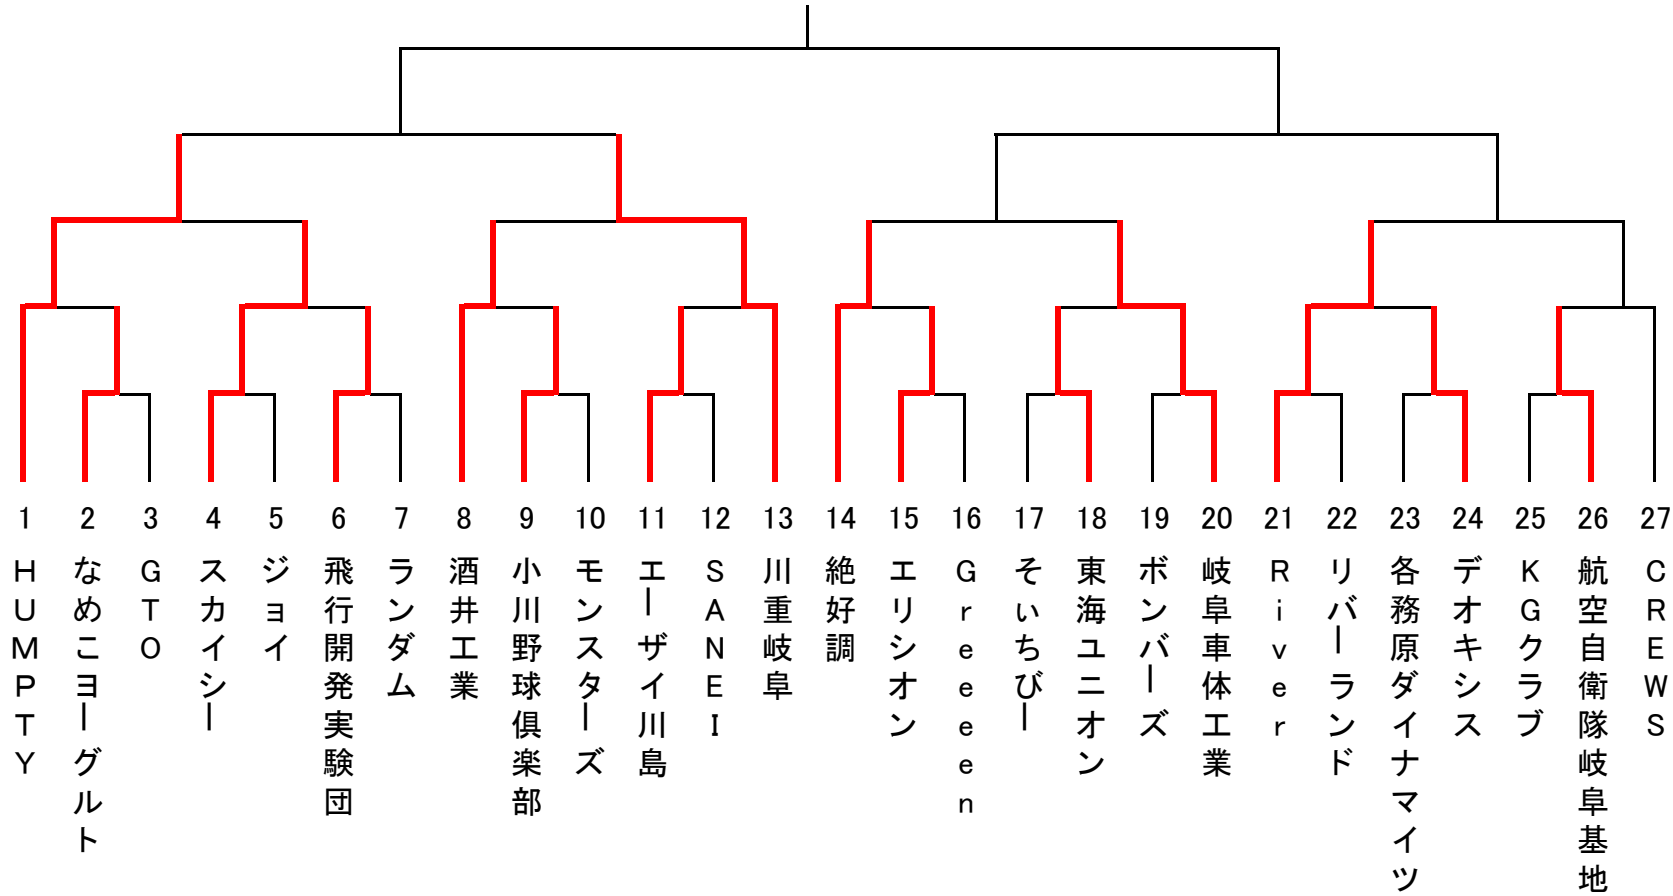 1 HUMPTY
2 なめこヨーグルト
3 GTO
4 スカイシー
5 ジョイ
6 飛行開発実験団
7 ランダム
8 酒井工業
9 小川野球倶楽部
10 モンスターズ
11 エーザイ川島
12 SANEI
13 川重岐阜
14 絶好調
15 エリシオン
16 Greeeen
17 そぃちびー
18 東海ユニオン
19 ボンバーズ
20 岐阜車体工業
21 River
22 リバーランド
23 各務原ダイナマイツ
24 デオキシス
25 KGクラブ
26 航空自衛隊岐阜基地
27 CREWS